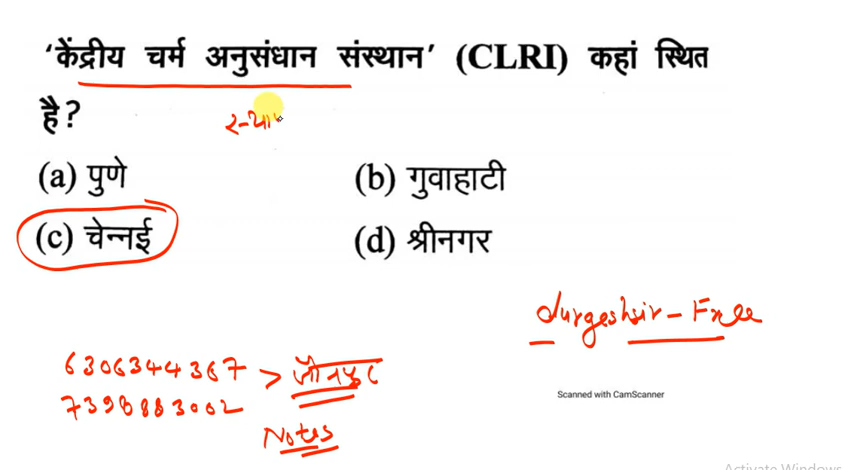 ‘केंद्रीय चर्म अनुसंधान संस्थान’ (CLRI) कहां स्थित
है?
(a) पुणे
(b) गुवाहाटी
(c) चेन्नई
(d) श्रीनगर
durgeshsir - Free
6306344367 > जौनपुर
7398883002
Notes
Scanned with CamScanner
Activate Windows